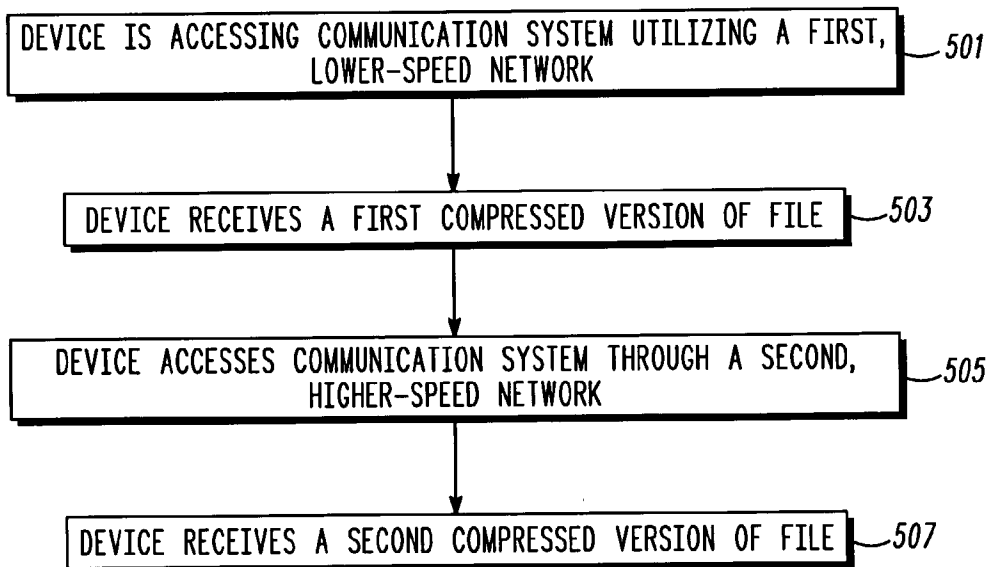 DEVICE IS ACCESSING COMMUNICATION SYSTEM UTILIZING A FIRST,
LOWER-SPEED NETWORK
501
DEVICE RECEIVES A FIRST COMPRESSED VERSION OF FILE
503
DEVICE ACCESSES COMMUNICATION SYSTEM THROUGH A SECOND,
HIGHER-SPEED NETWORK
505
DEVICE RECEIVES A SECOND COMPRESSED VERSION OF FILE
507